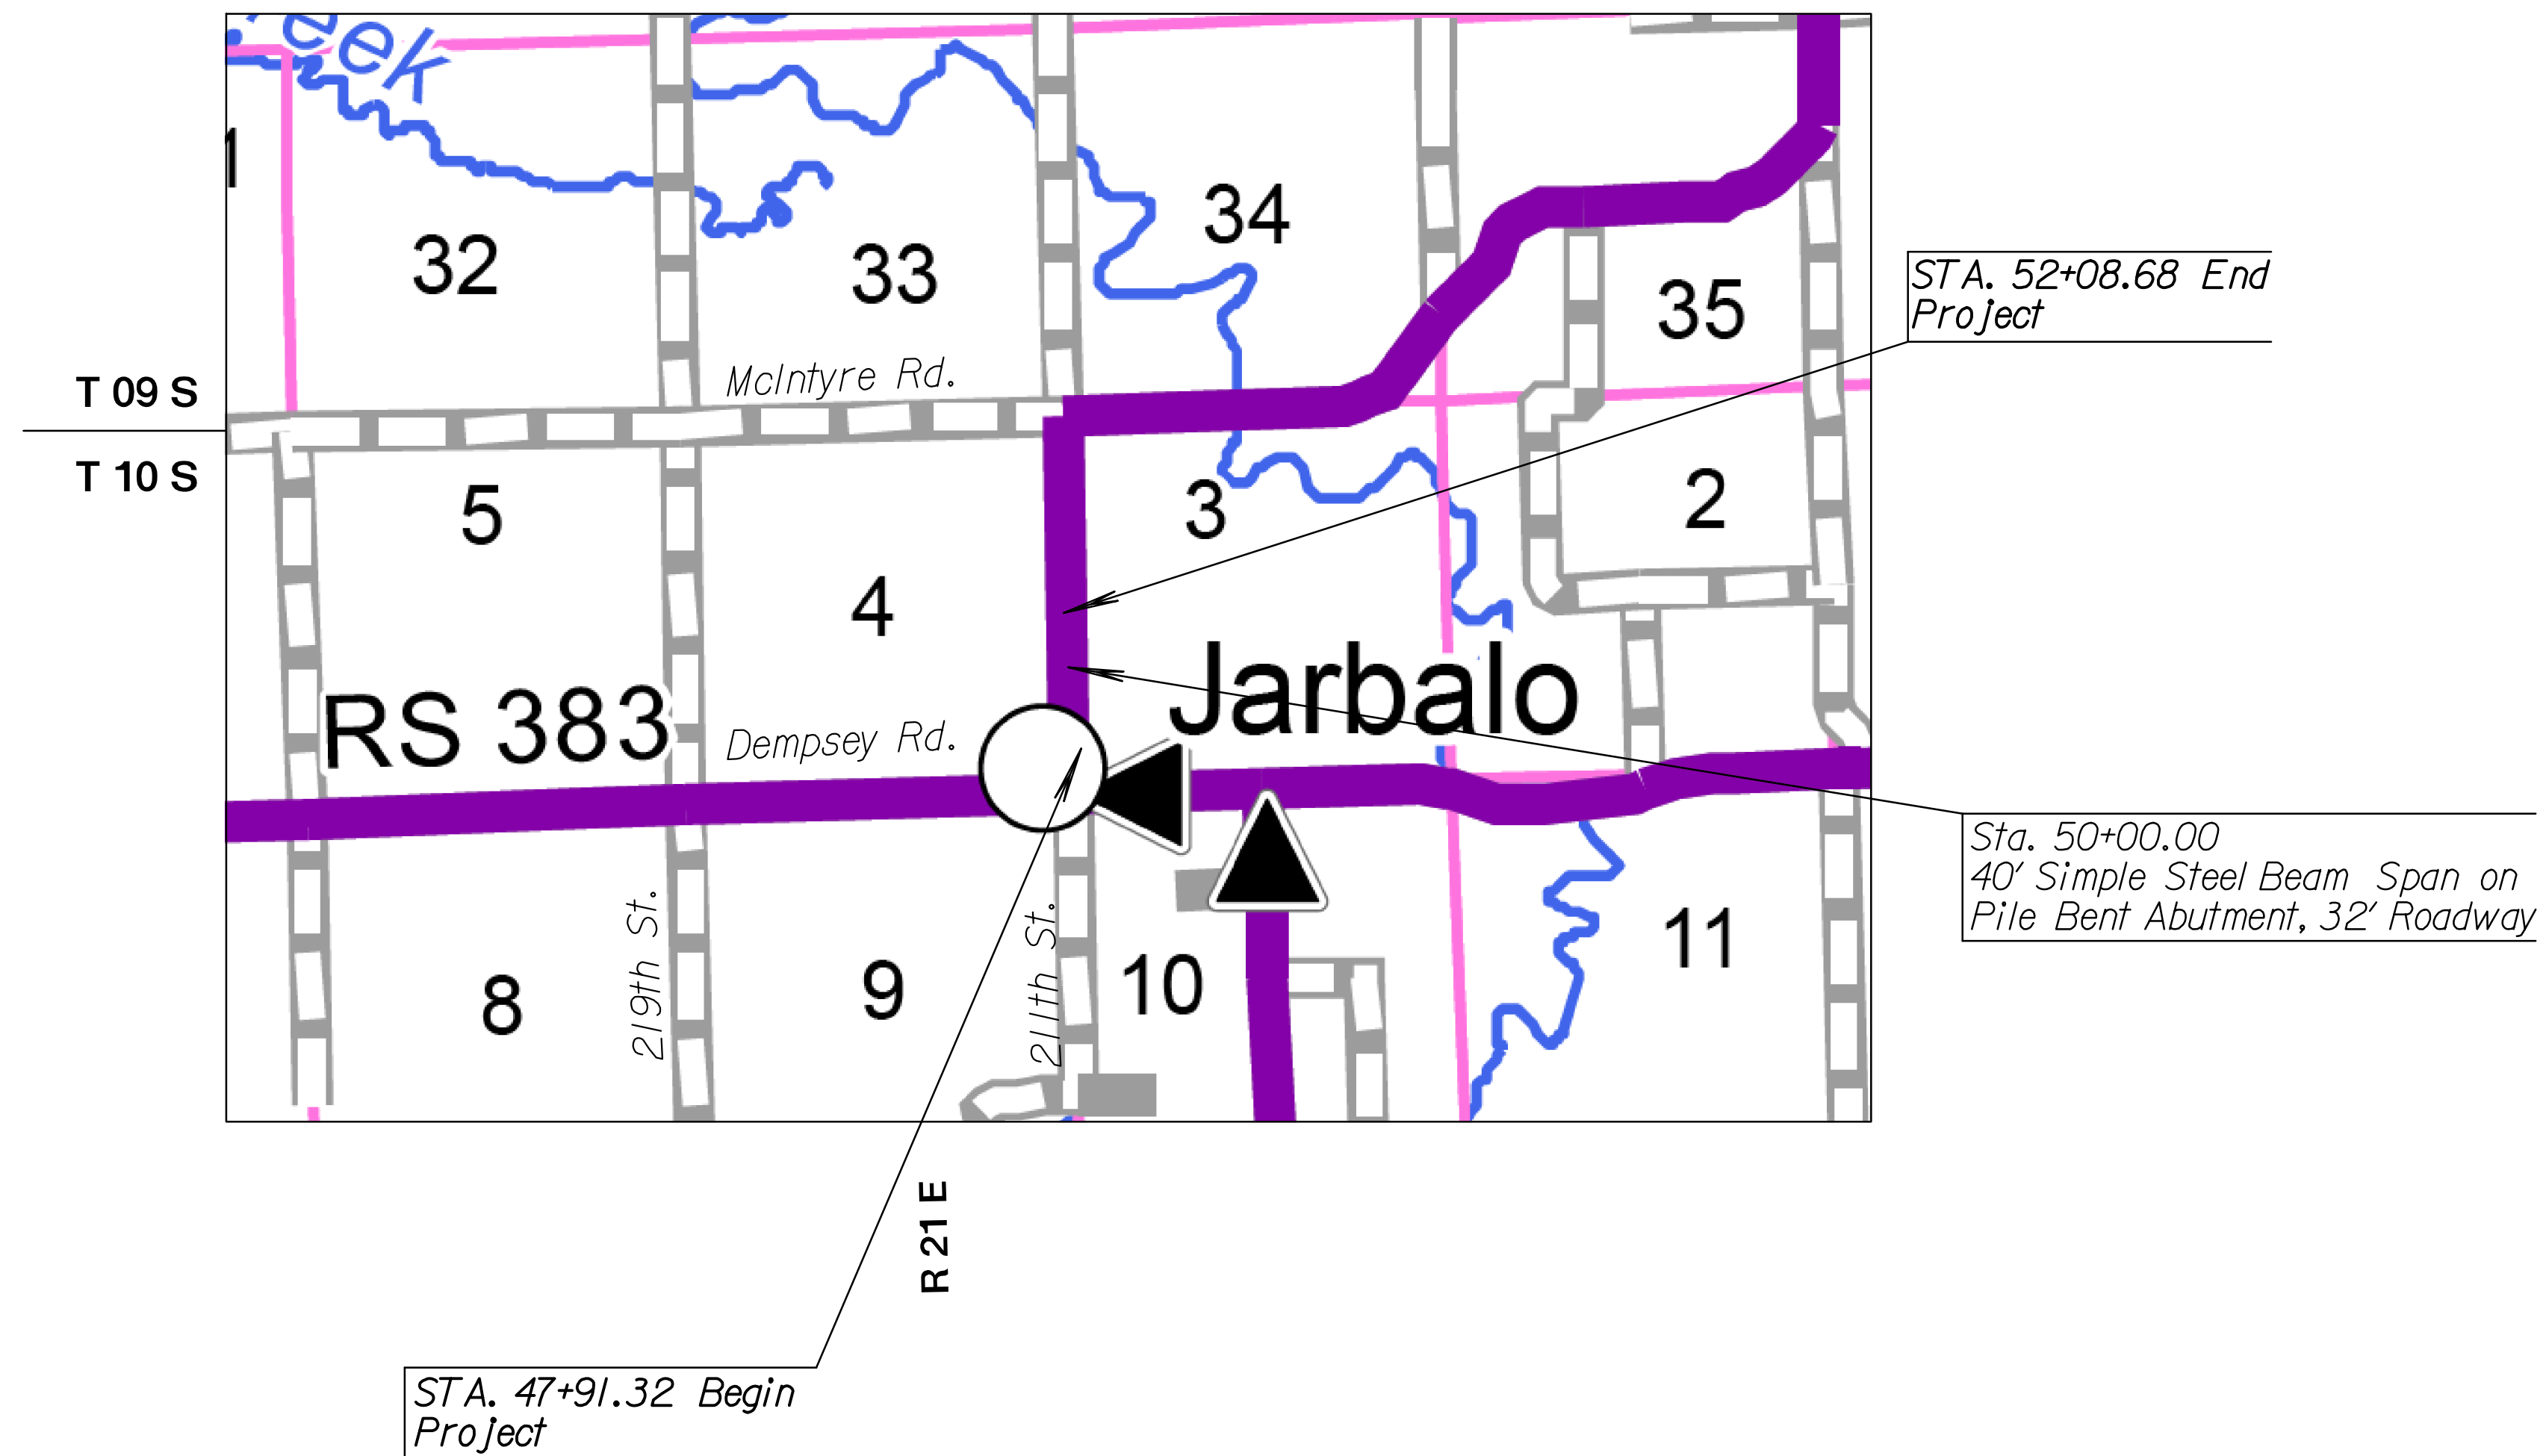 eek
1
32
33
34
35
STA. 52+08.68 End
Project
McIntyre Rd.
T 09 S
T 10 S
5
4
3
2
RS 383
Dempsey Rd.
Jarbalo
Sta. 50+00.00
40' Simple Steel Beam Span on
Pile Bent Abutment, 32' Roadway
8
219th St.
9
211th St.
10
11
R 21 E
STA. 47+91.32 Begin
Project